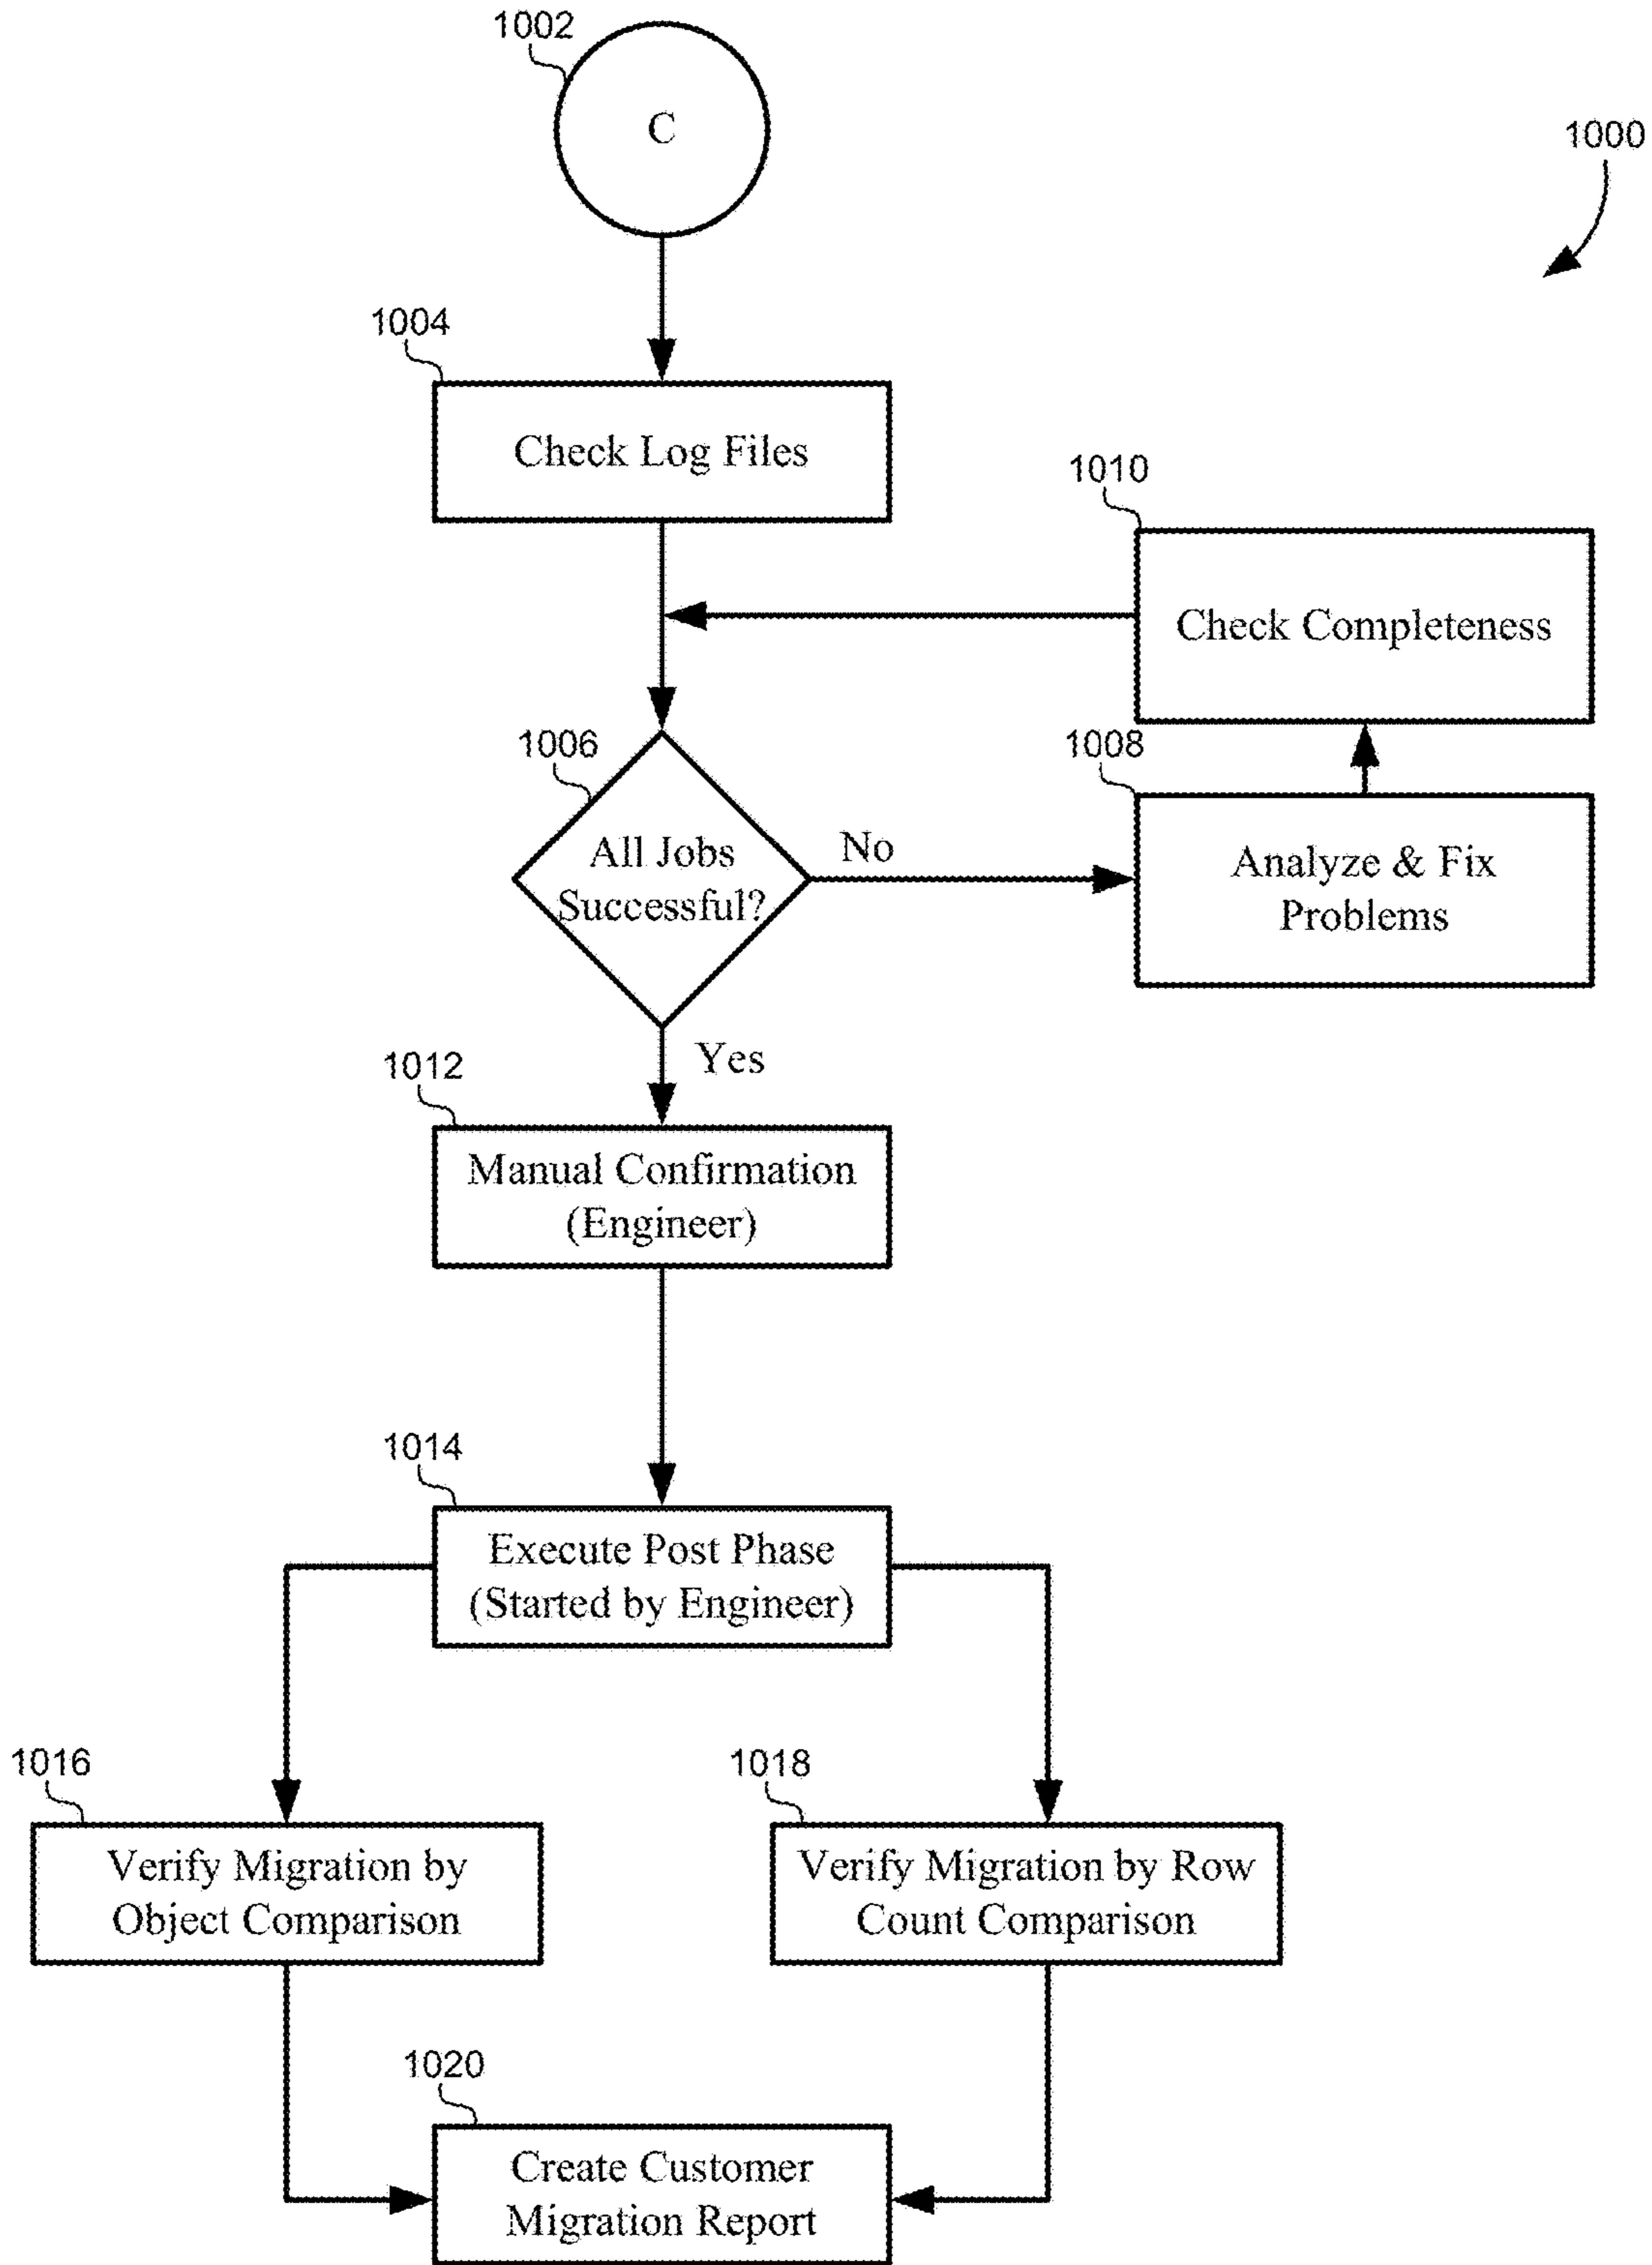 1002
C
1000
1004
Check Log Files
1010
Check Completeness
1006
All Jobs
Successful?
No
1008
Analyze & Fix
Problems
Yes
1012
Manual Confirmation
(Engineer)
1014
Execute Post Phase
(Started by Engineer)
1016
Verify Migration by
Object Comparison
1018
Verify Migration by Row
Count Comparison
1020
Create Customer
Migration Report